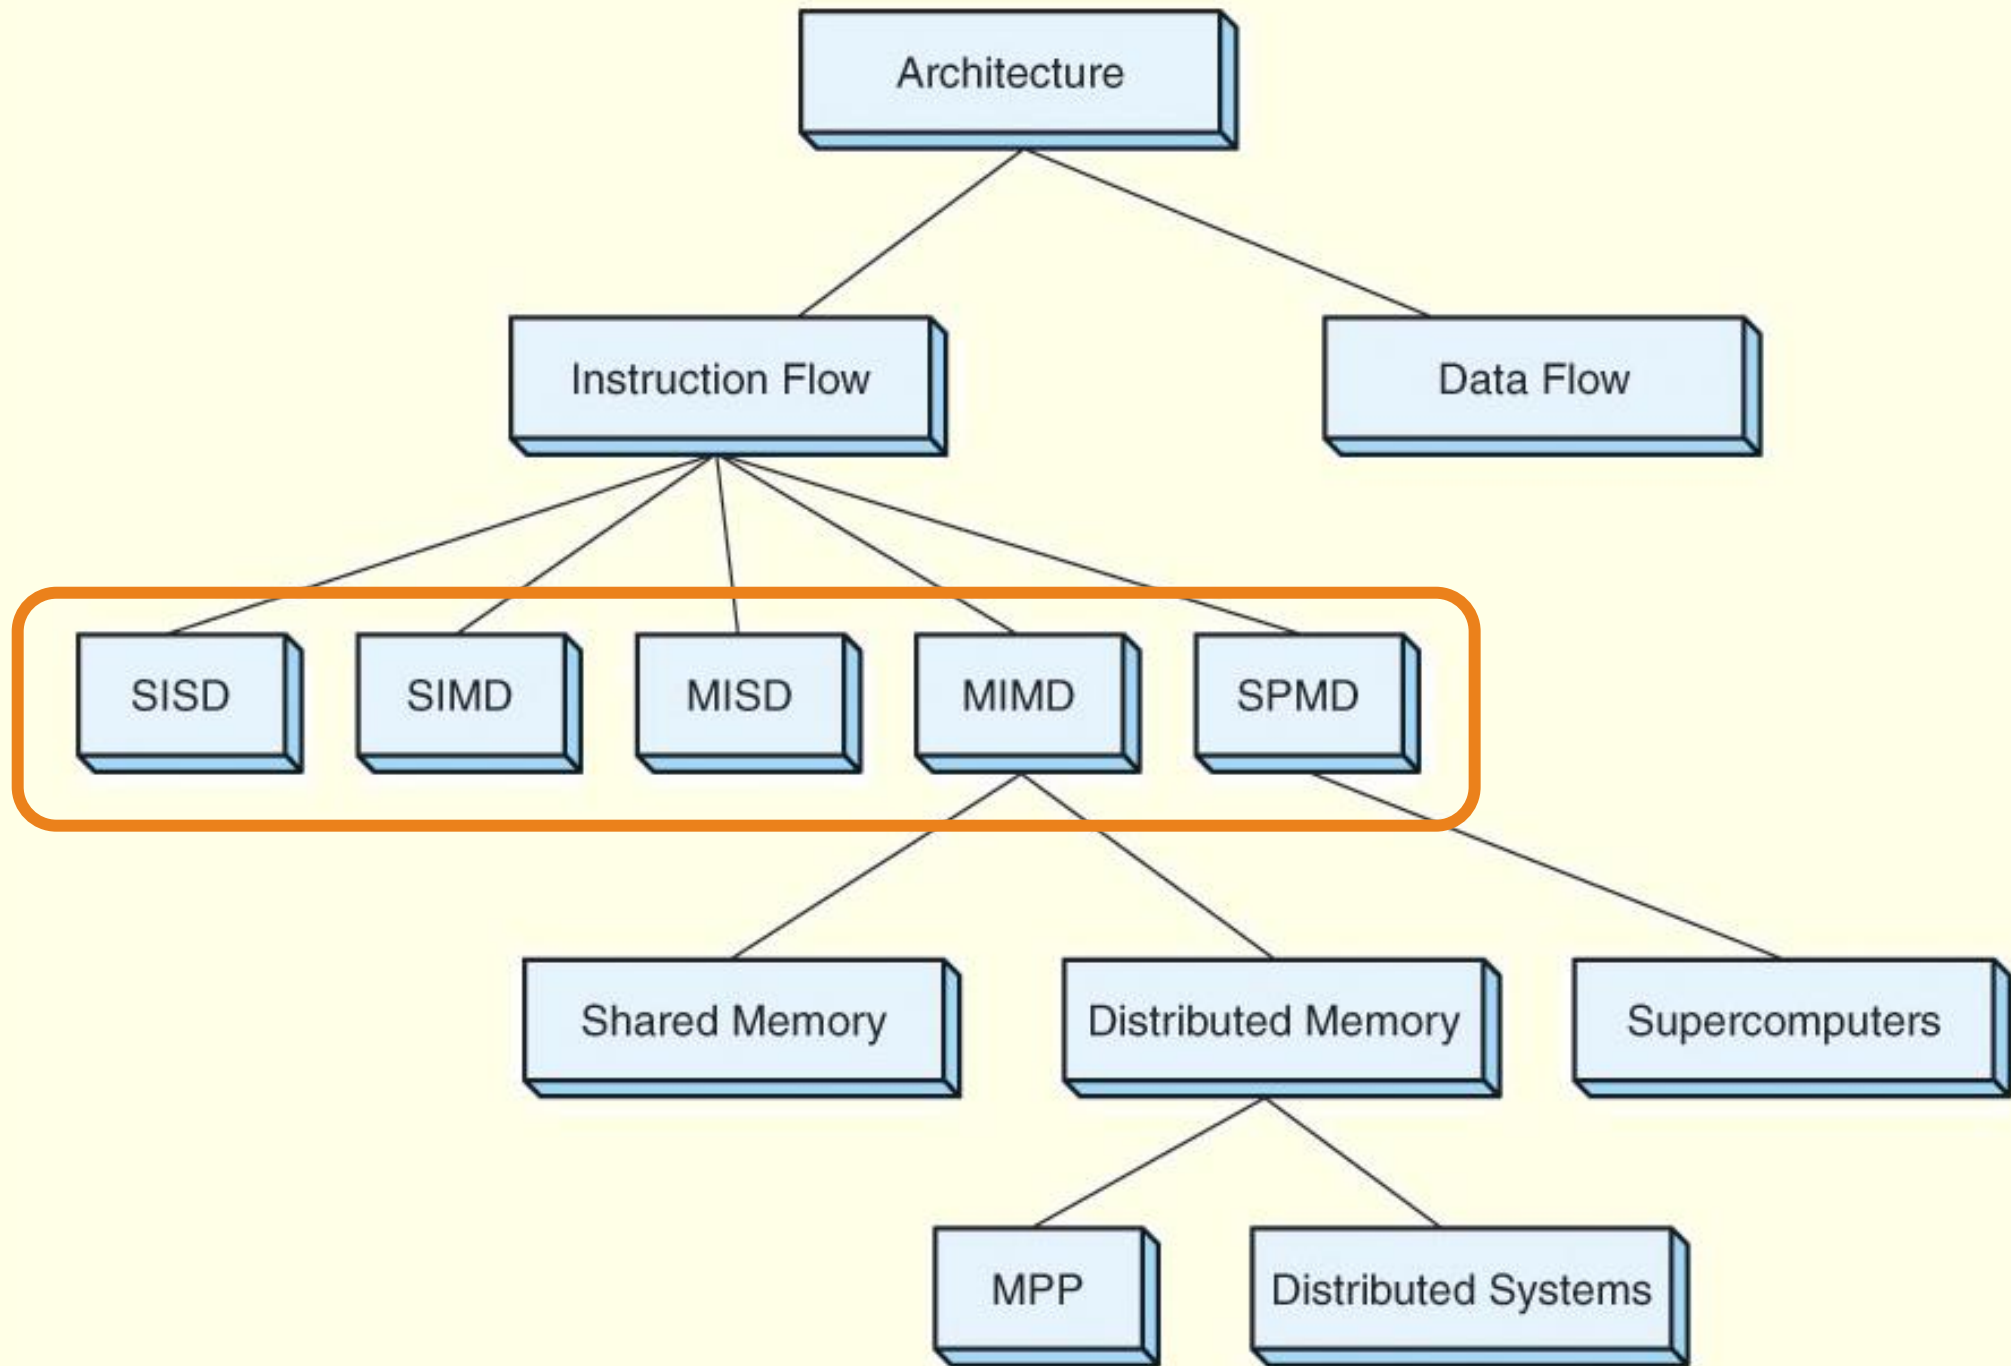 Architecture
Instruction Flow
Data Flow
SISD
SIMD
MISD
MIMD
SPMD
Shared Memory
Distributed Memory
Supercomputers
MPP
Distributed Systems